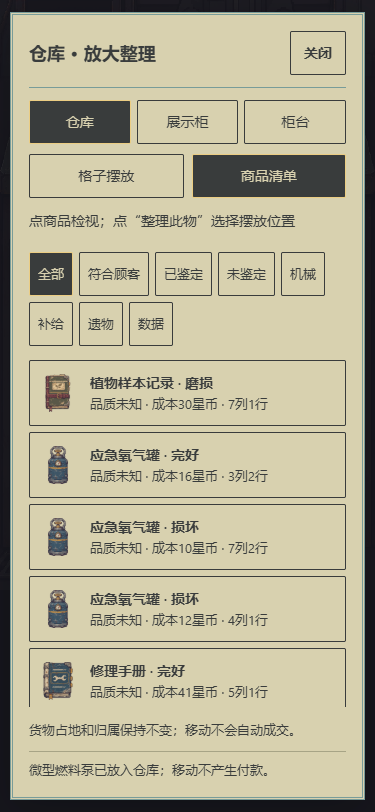 仓库·放大整理
关闭
仓库
展示柜
柜台
格子摆放
商品清单
点商品检视；点“整理此物”选择摆放位置
全部
符合顾客
已鉴定
未鉴定
机械
补给
遗物
数据
植物样本记录 · 磨损
品质未知 · 成本30星币 · 7列1行
应急氧气罐 · 完好
品质未知 · 成本16星币 · 3列2行
应急氧气罐 · 损坏
品质未知 · 成本10星币 · 7列2行
应急氧气罐 · 损坏
品质未知 · 成本12星币 · 4列1行
修理手册 · 完好
品质未知 · 成本41星币 · 5列1行
货物占地和归属保持不变；移动不会自动成交。
微型燃料泵已放入仓库；移动不产生付款。